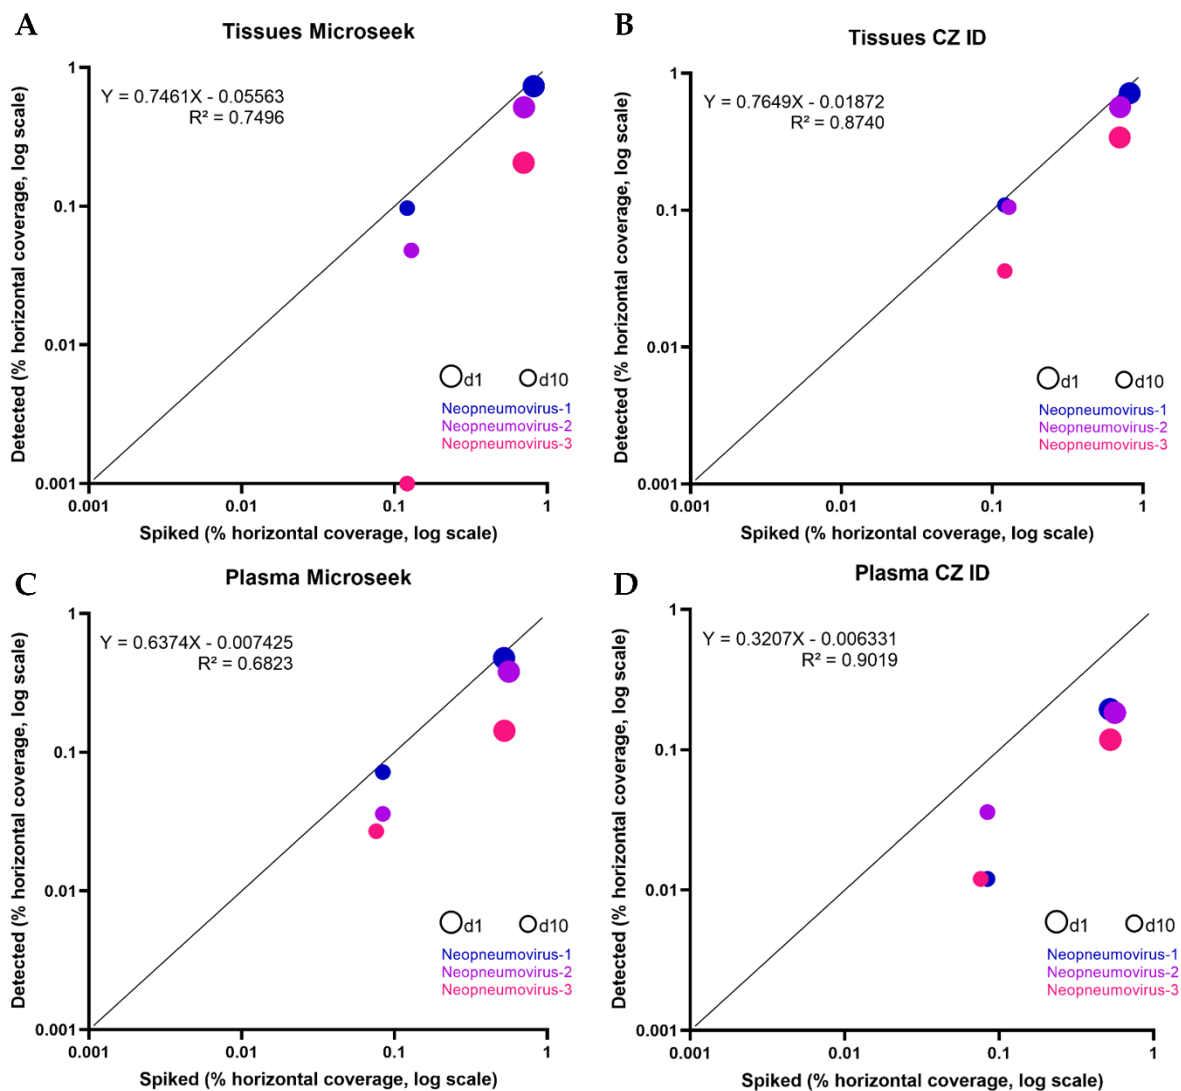 A
Tissues Microseek
Y = 0.7461X - 0.05563
R² = 0.7496
Detected (% horizontal coverage, log scale)
1
0.1
0.01
0.001
d1
d10
Neopneumovirus-1
Neopneumovirus-2
Neopneumovirus-3
0.001
0.01
0.1
1
Spiked (% horizontal coverage, log scale)
B
Tissues CZ ID
Y = 0.7649X - 0.01872
R² = 0.8740
Detected (% horizontal coverage, log scale)
1
0.1
0.01
0.001
d1
d10
Neopneumovirus-1
Neopneumovirus-2
Neopneumovirus-3
0.001
0.01
0.1
1
Spiked (% horizontal coverage, log scale)
C
Plasma Microseek
Y = 0.6374X - 0.007425
R² = 0.6823
Detected (% horizontal coverage, log scale)
1
0.1
0.01
0.001
d1
d10
Neopneumovirus-1
Neopneumovirus-2
Neopneumovirus-3
0.001
0.01
0.1
1
Spiked (% horizontal coverage, log scale)
D
Plasma CZ ID
Y = 0.3207X - 0.006331
R² = 0.9019
Detected (% horizontal coverage, log scale)
1
0.1
0.01
0.001
d1
d10
Neopneumovirus-1
Neopneumovirus-2
Neopneumovirus-3
0.001
0.01
0.1
1
Spiked (% horizontal coverage, log scale)